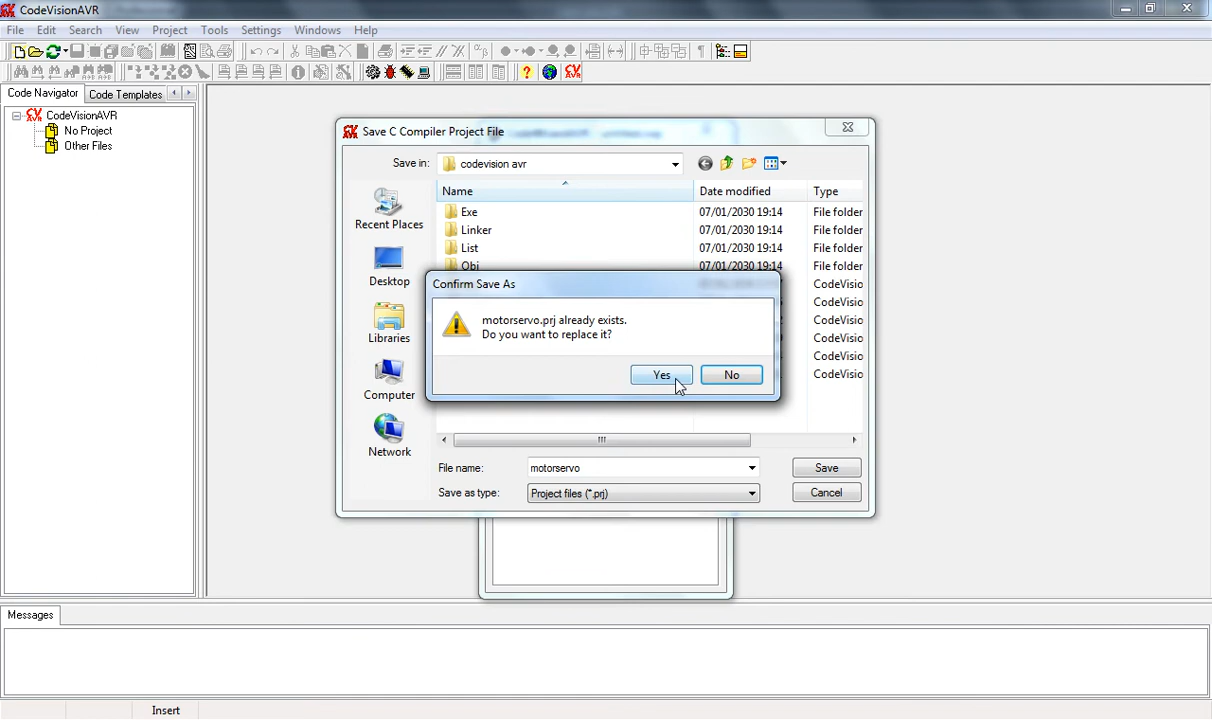 CodeVisionAVR
File Edit Search View Project Tools Settings Windows Help
Code Navigator Code Templates
CodeVisionAVR
No Project
Other Files
Save C Compiler Project File
Save in: codevision avr
Recent Places
Desktop
Libraries
Computer
Network
Name Date modified Type
Exe 07/01/2030 19:14 File folder
Linker 07/01/2030 19:14 File folder
List 07/01/2030 19:14 File folder
Obj 07/01/2030 19:14 File folder
CodeVisio
CodeVisio
CodeVisio
CodeVisio
CodeVisio
CodeVisio
Confirm Save As
motorservo.prj already exists.
Do you want to replace it?
Yes No
File name: motorservo Save
Save as type: Project files (*.prj) Cancel
Messages
Insert